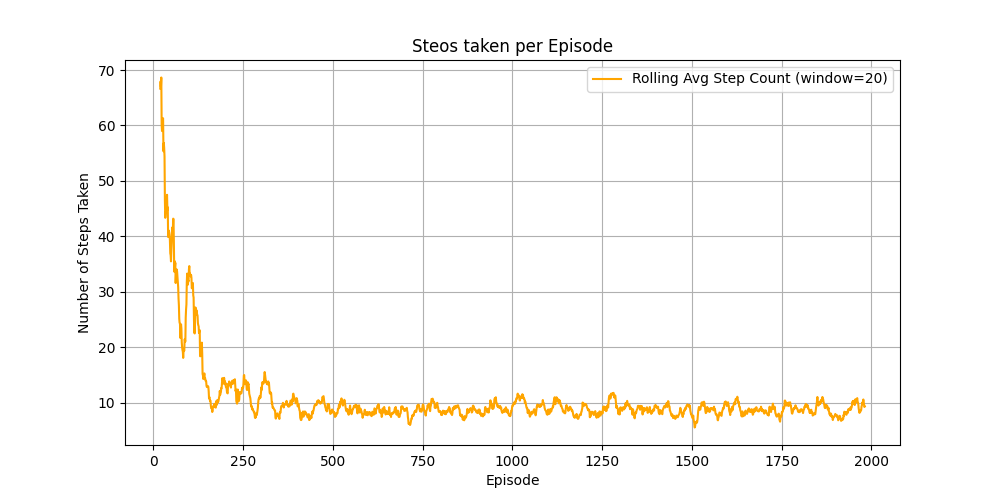 Steos taken per Episode
Rolling Avg Step Count (window=20)
Number of Steps Taken
70
60
50
40
30
20
10
0 250 500 750 1000 1250 1500 1750 2000
Episode